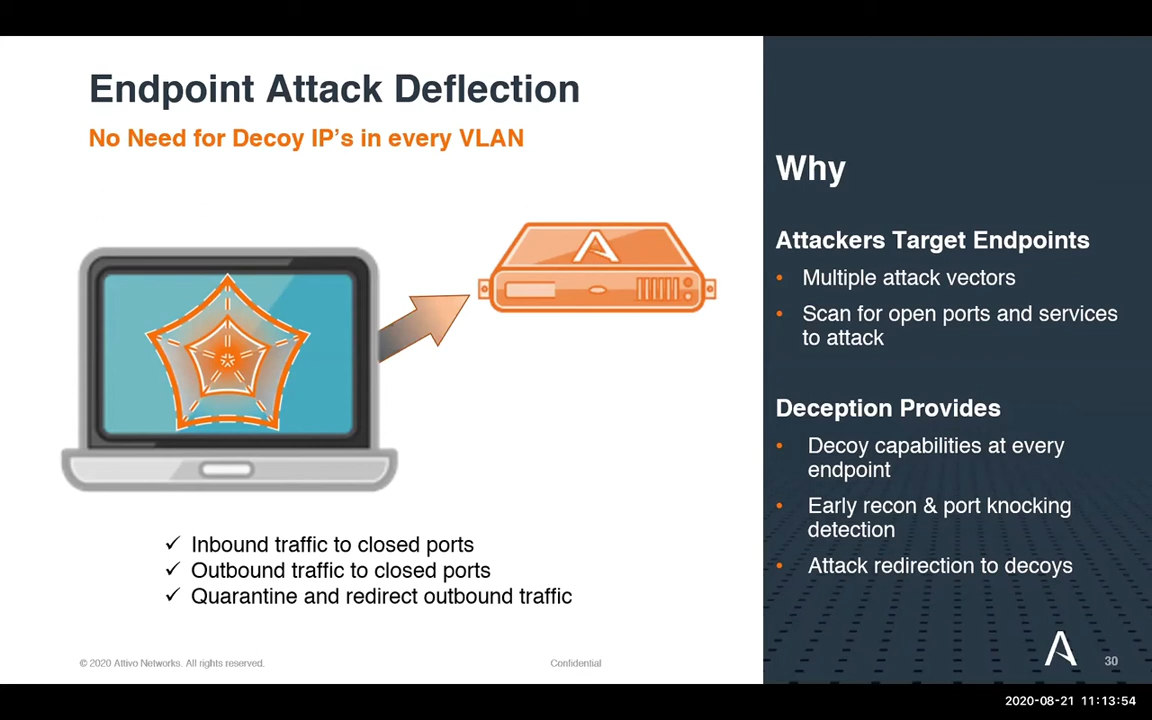 Endpoint Attack Deflection
No Need for Decoy IP's in every VLAN
✓ Inbound traffic to closed ports
✓ Outbound traffic to closed ports
✓ Quarantine and redirect outbound traffic
Why
Attackers Target Endpoints
• Multiple attack vectors
• Scan for open ports and services
to attack
Deception Provides
• Decoy capabilities at every
endpoint
• Early recon & port knocking
detection
• Attack redirection to decoys
© 2020 Attivo Networks. All rights reserved.
Confidential
30
2020-08-21 11:13:54